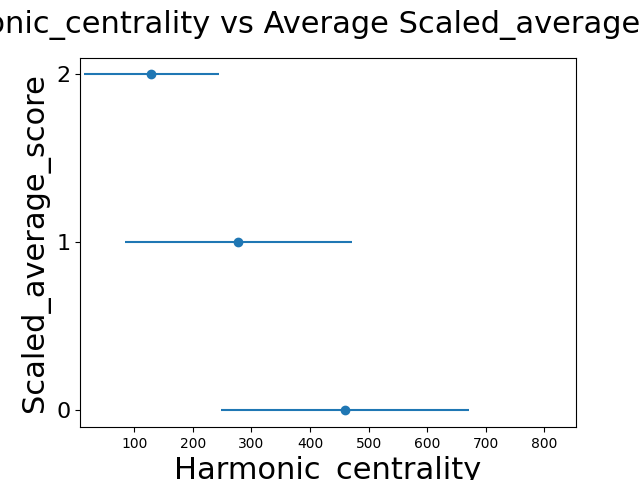 onic_centrality vs Average Scaled_average
Scaled_average_score
2
1
0
100 200 300 400 500 600 700 800
Harmonic_centrality